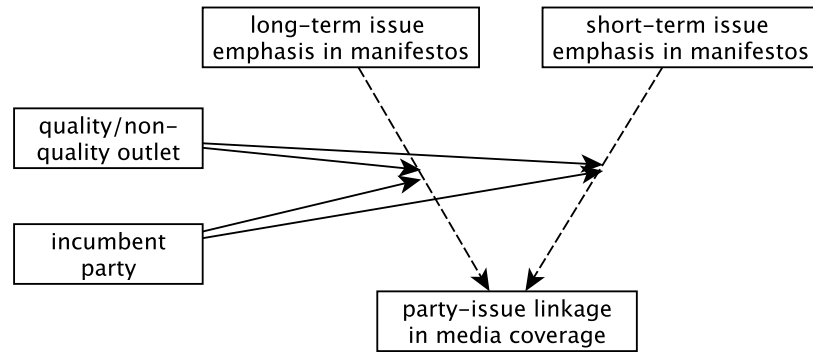 long-term issue
emphasis in manifestos
short-term issue
emphasis in manifestos
quality/non-
quality outlet
incumbent
party
party-issue linkage
in media coverage